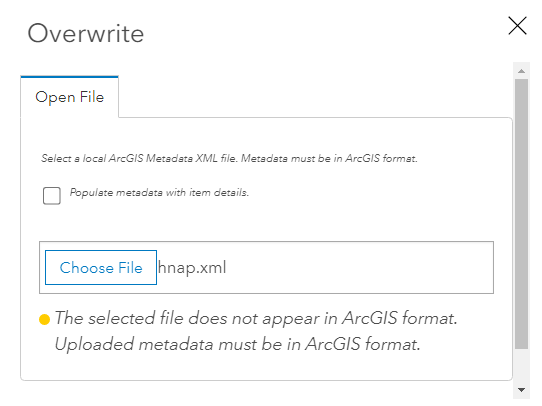 Overwrite
Open File
Select a local ArcGIS Metadata XML file. Metadata must be in ArcGIS format.
Populate metadata with item details.
Choose File hnap.xml
The selected file does not appear in ArcGIS format.
Uploaded metadata must be in ArcGIS format.